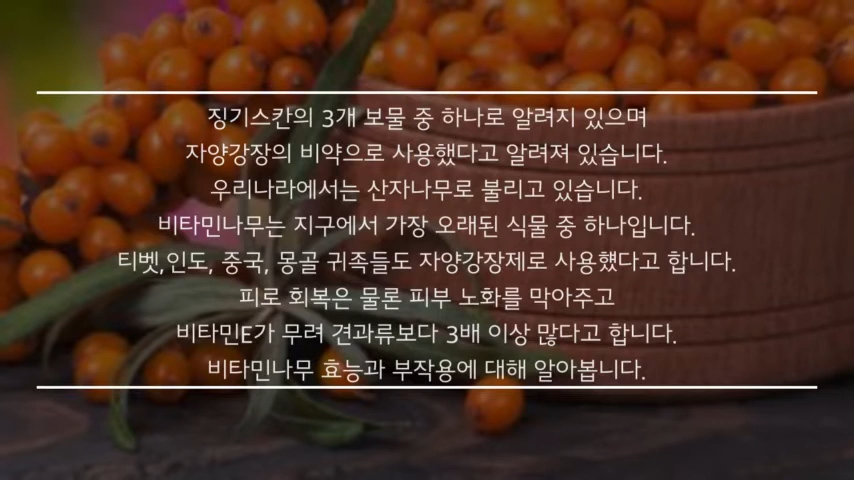 징기스칸의 3개 보물 중 하나로 알려지 있으며
자양강장의 비약으로 사용했다고 알려져 있습니다.
우리나라에서는 산자나무로 불리고 있습니다.
비타민나무는 지구에서 가장 오래된 식물 중 하나입니다.
티벳,인도, 중국, 몽골 귀족들도 자양강장제로 사용헀다고 합니다.
피로 회복은 물론 피부 노화를 막아주고
비타민E가 무려 견과류보다 3배 이상 많다고 합니다.
비타민나무 효능과 부작용에 대해 알아봅니다.